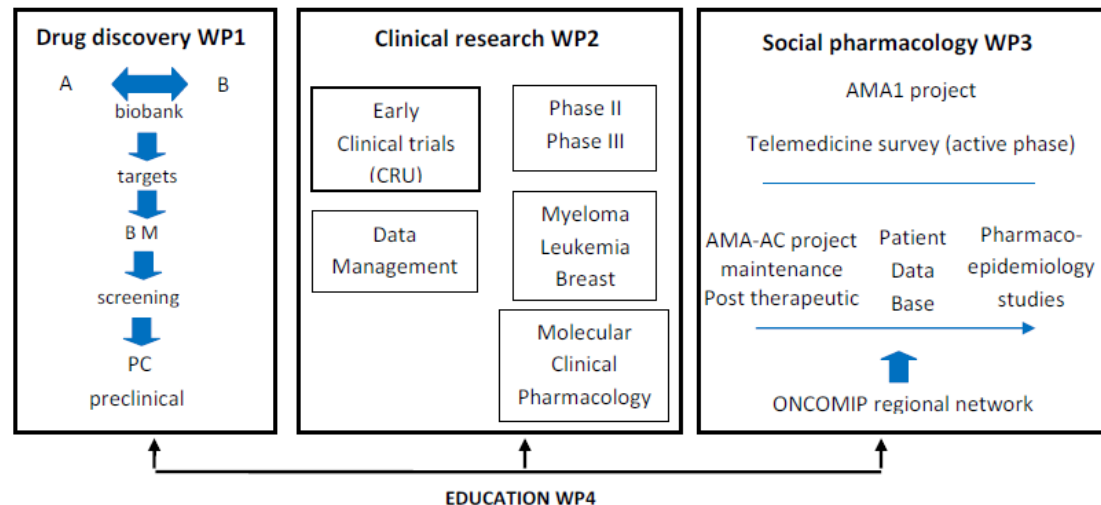 Drug discovery WP1
A B
biobank
targets
B M
screening
PC
preclinical
Clinical research WP2
Early
Clinical trials
(CRU)
Data
Management
Phase II
Phase III
Myeloma
Leukemia
Breast
Molecular
Clinical
Pharmacology
Social pharmacology WP3
AMA1 project
Telemedicine survey (active phase)
AMA-AC project
maintenance
Post therapeutic
Patient
Data
Base
Pharmaco-
epidemiology
studies
ONCOMIP regional network
EDUCATION WP4